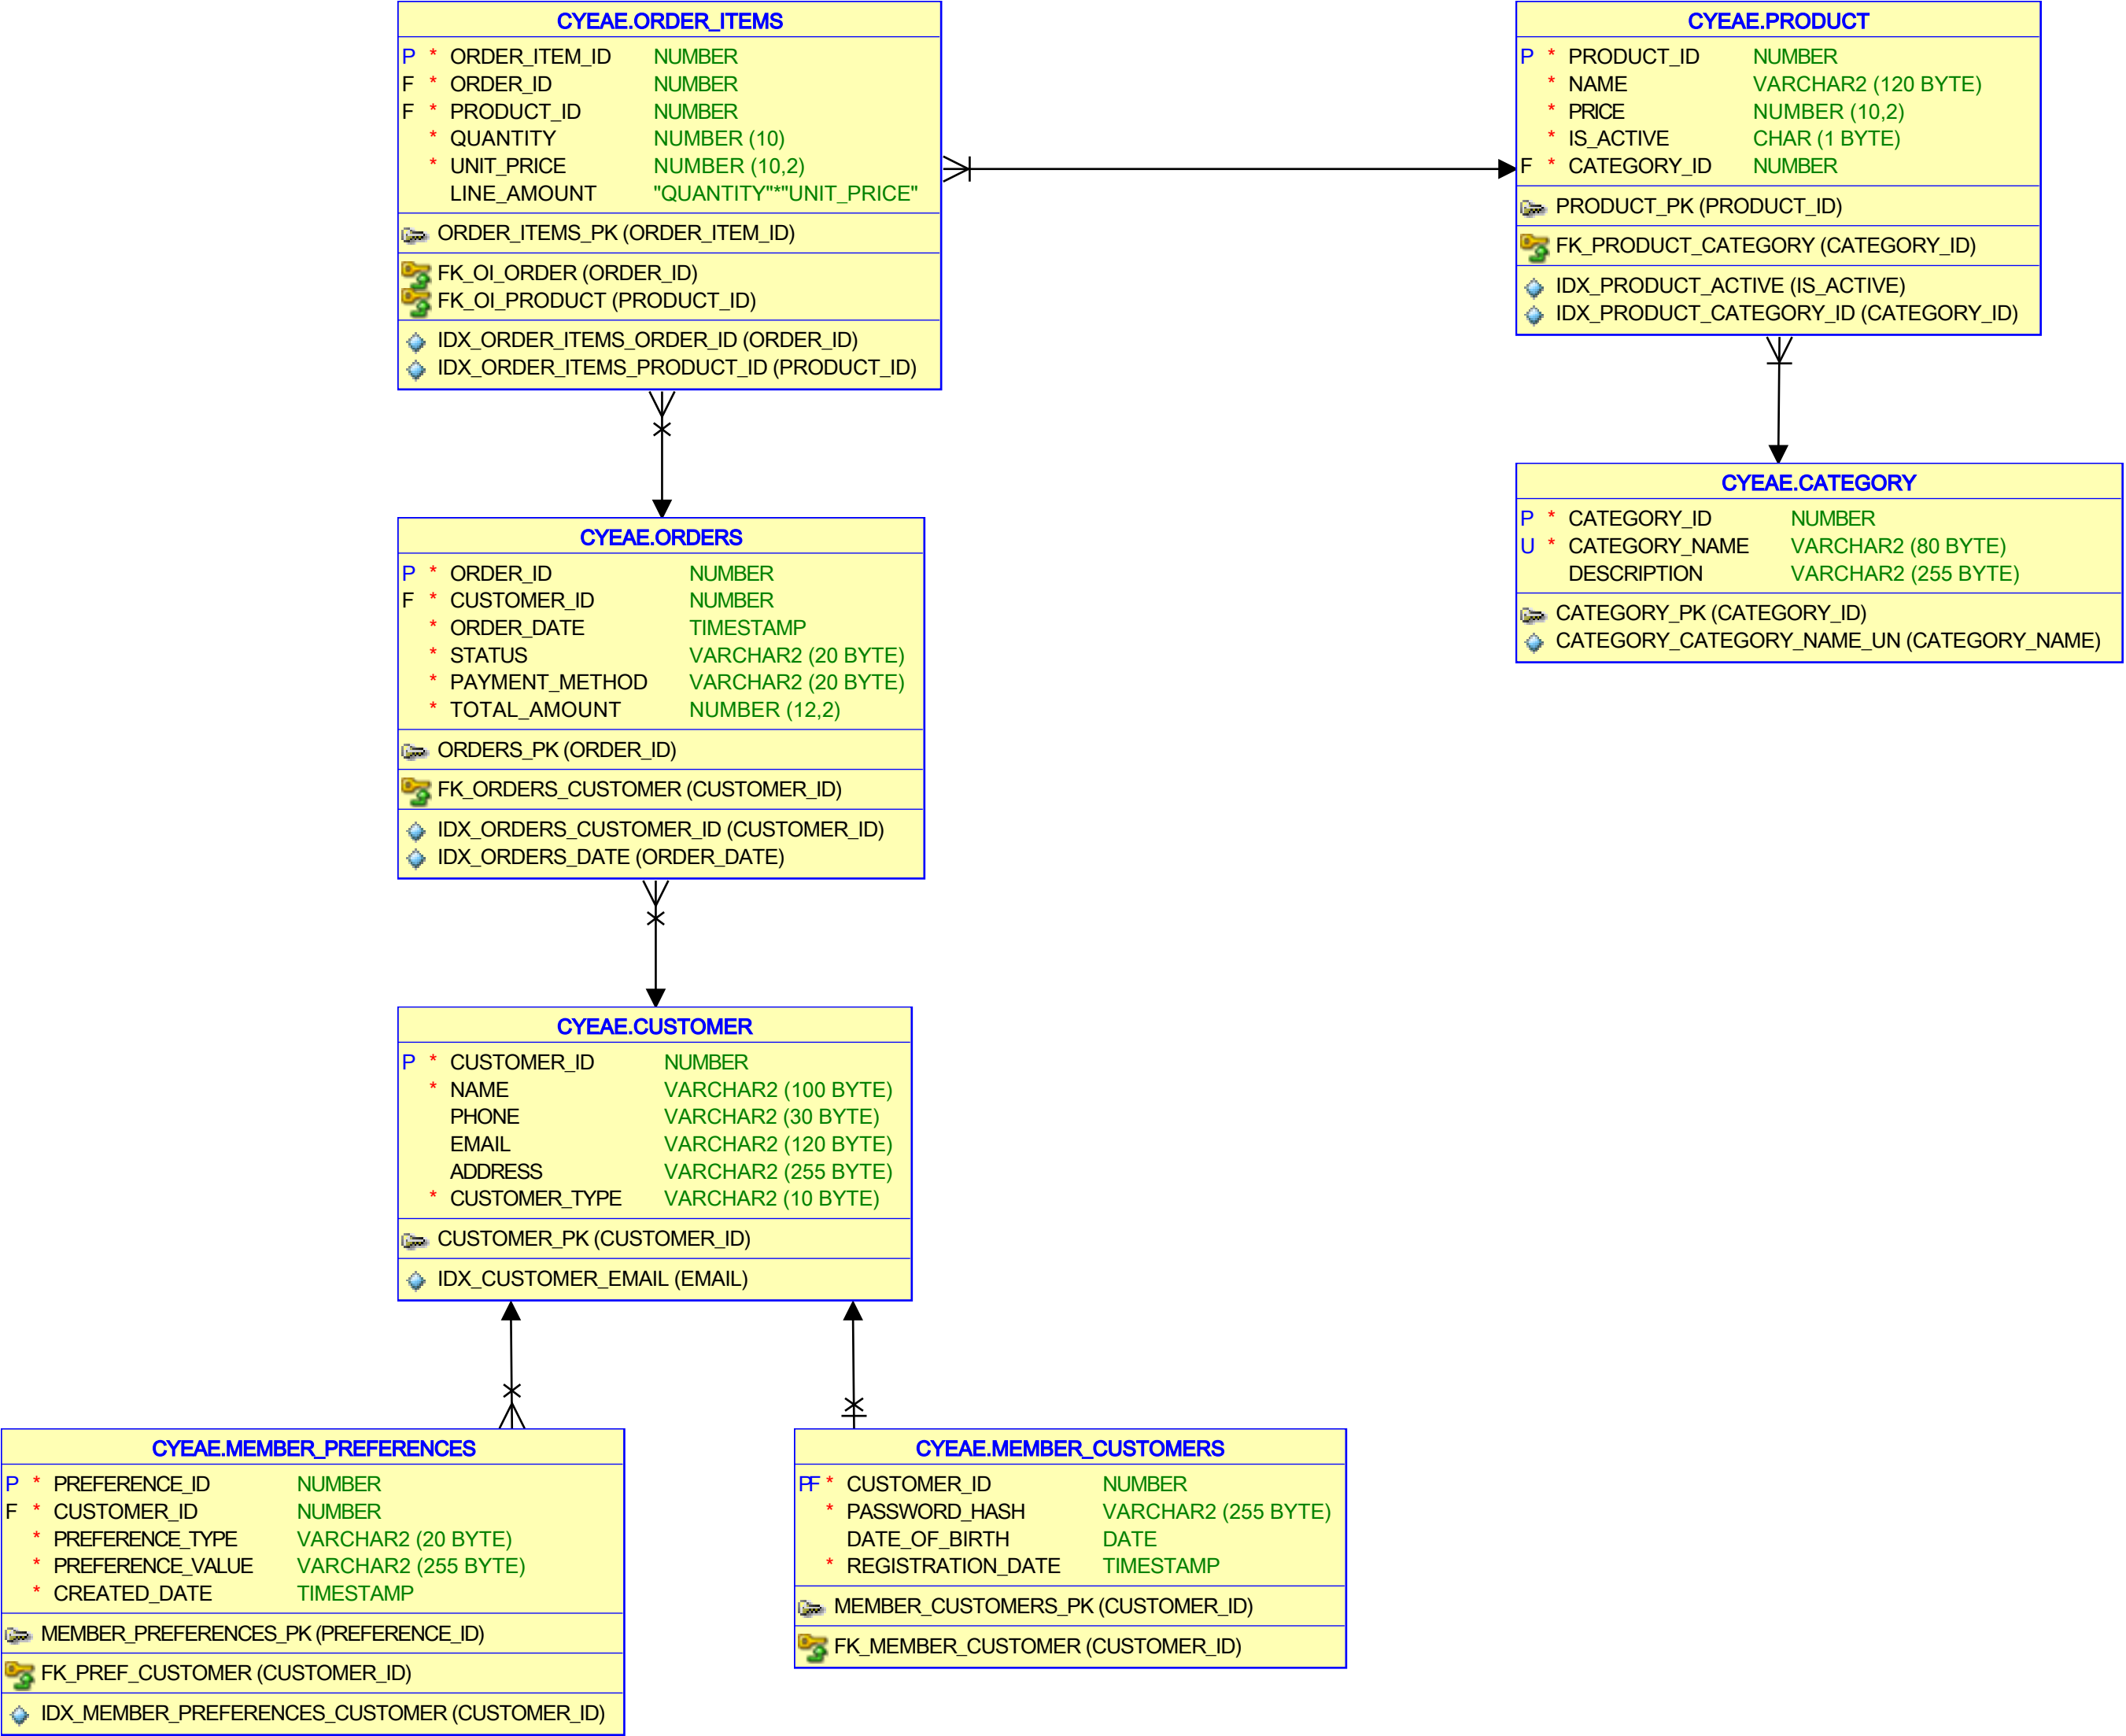 CYEAE.ORDER_ITEMS
P * ORDER_ITEM_ID NUMBER
F * ORDER_ID NUMBER
F * PRODUCT_ID NUMBER
* QUANTITY NUMBER (10)
* UNIT_PRICE NUMBER (10,2)
LINE_AMOUNT "QUANTITY"*"UNIT_PRICE"
ORDER_ITEMS_PK (ORDER_ITEM_ID)
FK_OI_ORDER (ORDER_ID)
FK_OI_PRODUCT (PRODUCT_ID)
IDX_ORDER_ITEMS_ORDER_ID (ORDER_ID)
IDX_ORDER_ITEMS_PRODUCT_ID (PRODUCT_ID)
CYEAE.PRODUCT
P * PRODUCT_ID NUMBER
* NAME VARCHAR2 (120 BYTE)
* PRICE NUMBER (10,2)
* IS_ACTIVE CHAR (1 BYTE)
F * CATEGORY_ID NUMBER
PRODUCT_PK (PRODUCT_ID)
FK_PRODUCT_CATEGORY (CATEGORY_ID)
IDX_PRODUCT_ACTIVE (IS_ACTIVE)
IDX_PRODUCT_CATEGORY_ID (CATEGORY_ID)
CYEAE.CATEGORY
P * CATEGORY_ID NUMBER
U * CATEGORY_NAME VARCHAR2 (80 BYTE)
DESCRIPTION VARCHAR2 (255 BYTE)
CATEGORY_PK (CATEGORY_ID)
CATEGORY_CATEGORY_NAME_UN (CATEGORY_NAME)
CYEAE.ORDERS
P * ORDER_ID NUMBER
F * CUSTOMER_ID NUMBER
* ORDER_DATE TIMESTAMP
* STATUS VARCHAR2 (20 BYTE)
* PAYMENT_METHOD VARCHAR2 (20 BYTE)
* TOTAL_AMOUNT NUMBER (12,2)
ORDERS_PK (ORDER_ID)
FK_ORDERS_CUSTOMER (CUSTOMER_ID)
IDX_ORDERS_CUSTOMER_ID (CUSTOMER_ID)
IDX_ORDERS_DATE (ORDER_DATE)
CYEAE.CUSTOMER
P * CUSTOMER_ID NUMBER
* NAME VARCHAR2 (100 BYTE)
PHONE VARCHAR2 (30 BYTE)
EMAIL VARCHAR2 (120 BYTE)
ADDRESS VARCHAR2 (255 BYTE)
* CUSTOMER_TYPE VARCHAR2 (10 BYTE)
CUSTOMER_PK (CUSTOMER_ID)
IDX_CUSTOMER_EMAIL (EMAIL)
CYEAE.MEMBER_PREFERENCES
P * PREFERENCE_ID NUMBER
F * CUSTOMER_ID NUMBER
* PREFERENCE_TYPE VARCHAR2 (20 BYTE)
* PREFERENCE_VALUE VARCHAR2 (255 BYTE)
* CREATED_DATE TIMESTAMP
MEMBER_PREFERENCES_PK (PREFERENCE_ID)
FK_PREF_CUSTOMER (CUSTOMER_ID)
IDX_MEMBER_PREFERENCES_CUSTOMER (CUSTOMER_ID)
CYEAE.MEMBER_CUSTOMERS
PF * CUSTOMER_ID NUMBER
* PASSWORD_HASH VARCHAR2 (255 BYTE)
DATE_OF_BIRTH DATE
* REGISTRATION_DATE TIMESTAMP
MEMBER_CUSTOMERS_PK (CUSTOMER_ID)
FK_MEMBER_CUSTOMER (CUSTOMER_ID)